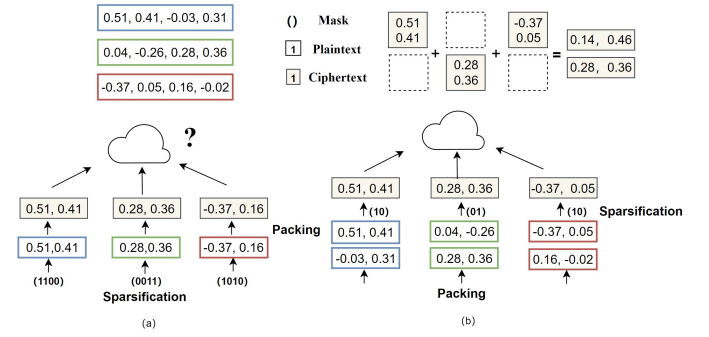 0.51, 0.41, -0.03, 0.31
0.04, -0.26, 0.28, 0.36
-0.37, 0.05, 0.16, -0.02
?
0.51, 0.41
0.28, 0.36
-0.37, 0.16
Packing
0.51,0.41
0.28,0.36
-0.37, 0.16
(1100)
(0011)
(1010)
Sparsification
(a)
() Mask
1 Plaintext
1 Ciphertext
0.51
0.41
+
0.28
0.36
+
-0.37
0.05
=
0.14, 0.46
0.28, 0.36
0.51, 0.41
0.28, 0.36
-0.37, 0.05
(10)
(01)
(10)
Sparsification
0.51, 0.41
0.04, -0.26
-0.37, 0.05
-0.03, 0.31
0.28, 0.36
0.16, -0.02
Packing
(b)